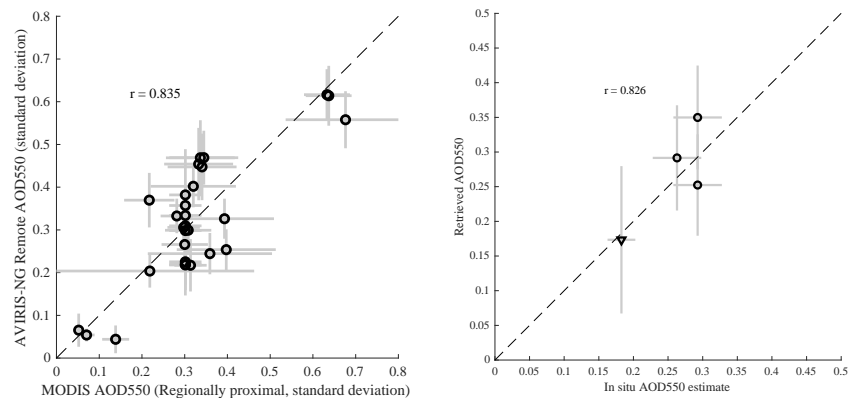 0.8
0.7
0.6
0.5
0.4
0.3
0.2
0.1
0
AVIRIS-NG Remote AOD550 (standard deviation)
r = 0.835
0 0.1 0.2 0.3 0.4 0.5 0.6 0.7 0.8
MODIS AOD550 (Regionally proximal, standard deviation)
0.5
0.45
0.4
0.35
0.3
0.25
0.2
0.15
0.1
0.05
0
Retrieved AOD550
r = 0.826
0 0.05 0.1 0.15 0.2 0.25 0.3 0.35 0.4 0.45 0.5
In situ AOD550 estimate